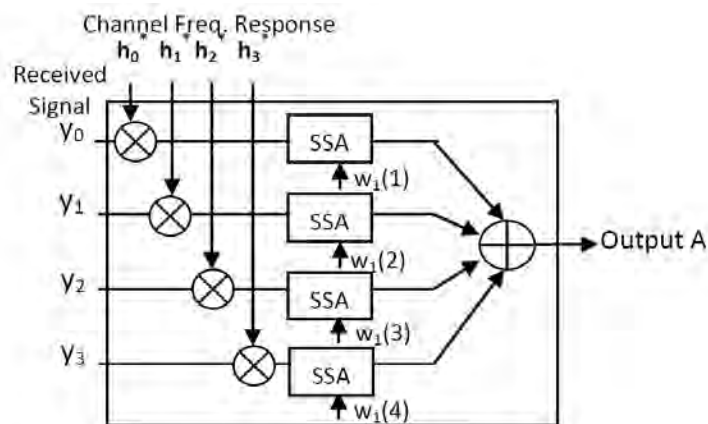 Channel Freq. Response
h₀* h₁* h₂* h₃*
Received
Signal
y₀
SSA
w₁(1)
y₁
SSA
w₁(2)
Output A
y₂
SSA
w₁(3)
y₃
SSA
w₁(4)